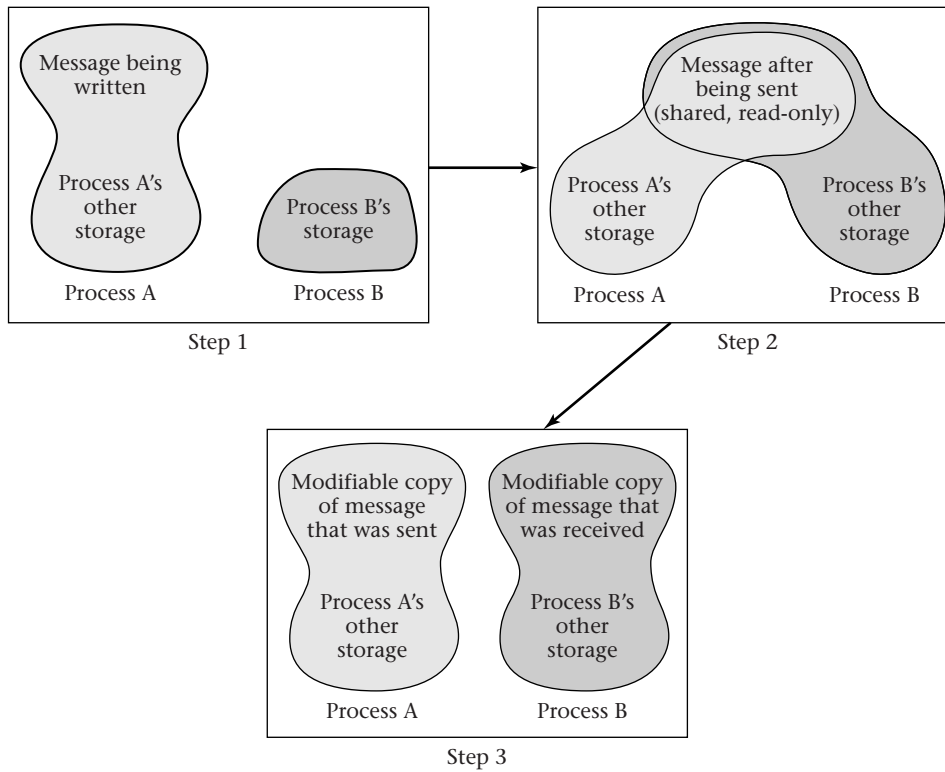 Message being
written
Process A's
other
storage
Process B's
storage
Process A
Process B
Step 1
Message after
being sent
(shared, read-only)
Process A's
other
storage
Process B's
other
storage
Process A
Process B
Step 2
Modifiable copy
of message
that was sent
Modifiable copy
of message that
was received
Process A's
other
storage
Process B's
other
storage
Process A
Process B
Step 3